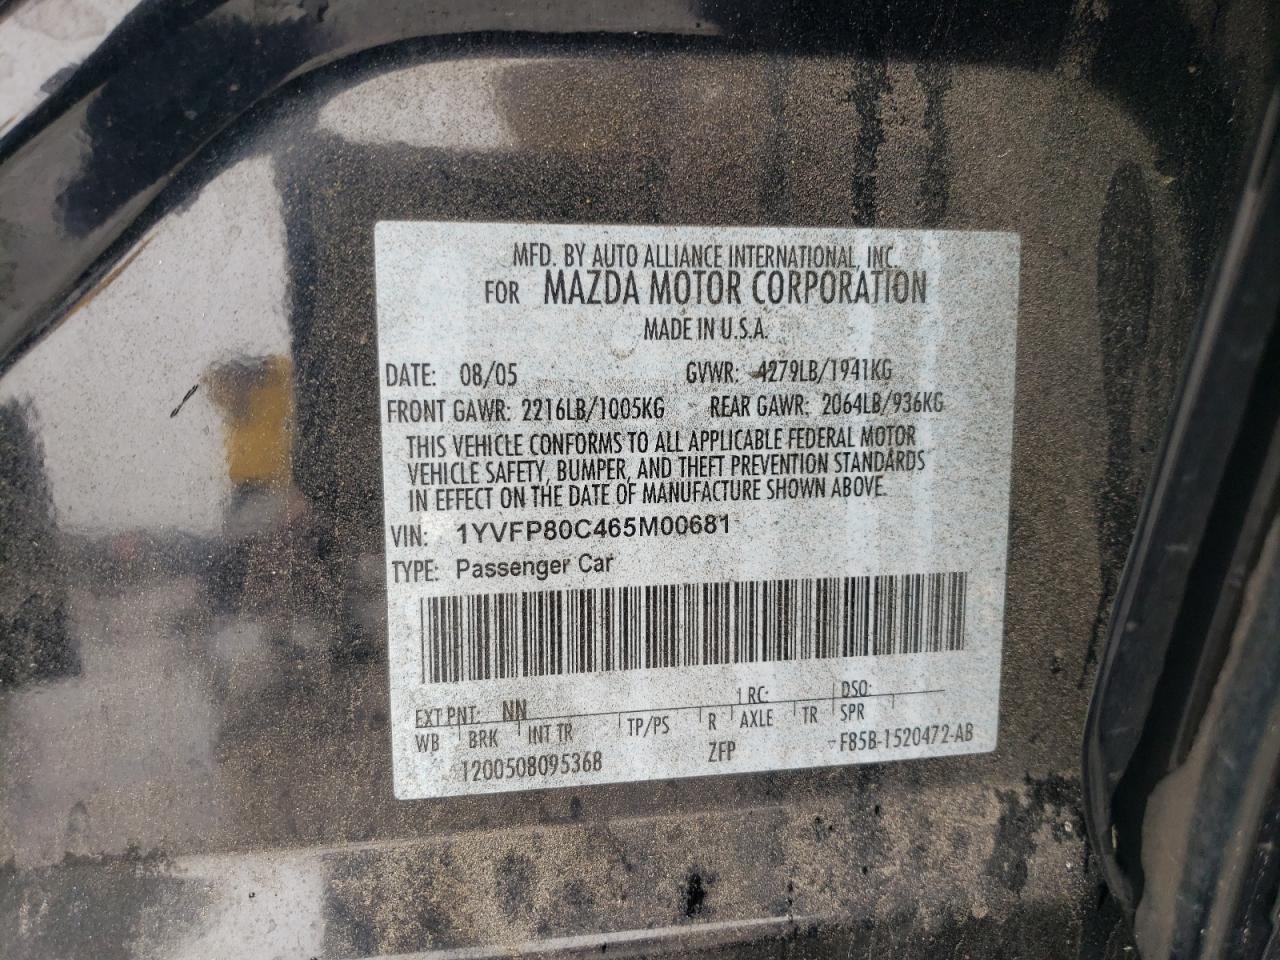 MFD. BY AUTO ALLIANCE INTERNATIONAL, INC.
FOR MAZDA MOTOR CORPORATION
MADE IN U.S.A.
DATE: 08/05 GVWR: 4279LB/1941KG
FRONT GAWR: 2216LB/1005KG REAR GAWR: 2064LB/936KG
THIS VEHICLE CONFORMS TO ALL APPLICABLE FEDERAL MOTOR
VEHICLE SAFETY, BUMPER, AND THEFT PREVENTION STANDARDS
IN EFFECT ON THE DATE OF MANUFACTURE SHOWN ABOVE.
VIN: 1YVFP80C465M00681
TYPE: Passenger Car
EXT PNT: NN RC: DSO:
WB BRK INT TR TP/PS R AXLE TR SPR
12005080953​68 ZFP F85B-1520472-AB